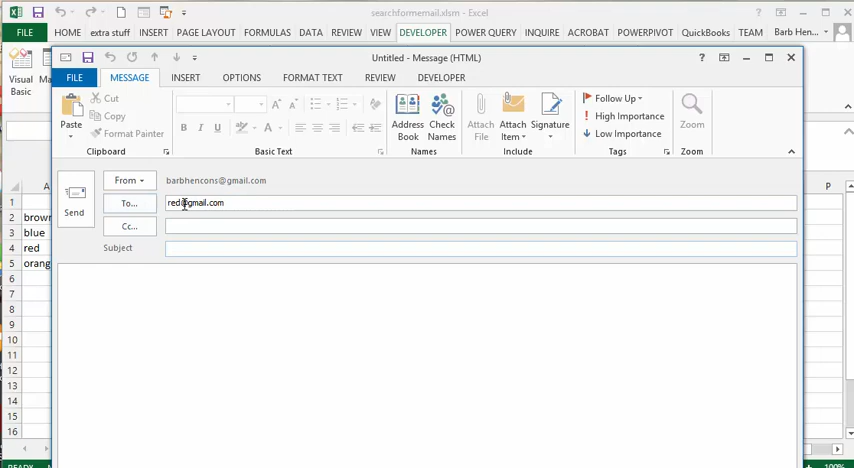 searchforemail.xlsm - Excel
FILE HOME extra stuff INSERT PAGE LAYOUT FORMULAS DATA REVIEW VIEW DEVELOPER POWER QUERY INQUIRE ACROBAT POWERPIVOT QuickBooks TEAM Barb Hen...
Visual Basic
Untitled - Message (HTML)
FILE MESSAGE INSERT OPTIONS FORMAT TEXT REVIEW DEVELOPER
Paste
Cut
Copy
Format Painter
Clipboard
B I U
A A
Basic Text
Address Book
Check Names
Names
Attach File
Attach Item
Signature
Include
Follow Up
High Importance
Low Importance
Tags
Zoom
Zoom
From
barbhencons@gmail.com
Send
To...
red@gmail.com
Cc...
Subject
A
P
1
2 brown
3 blue
4 red
5 orang
6
7
8
9
10
11
12
13
14
15
16
READY
100%